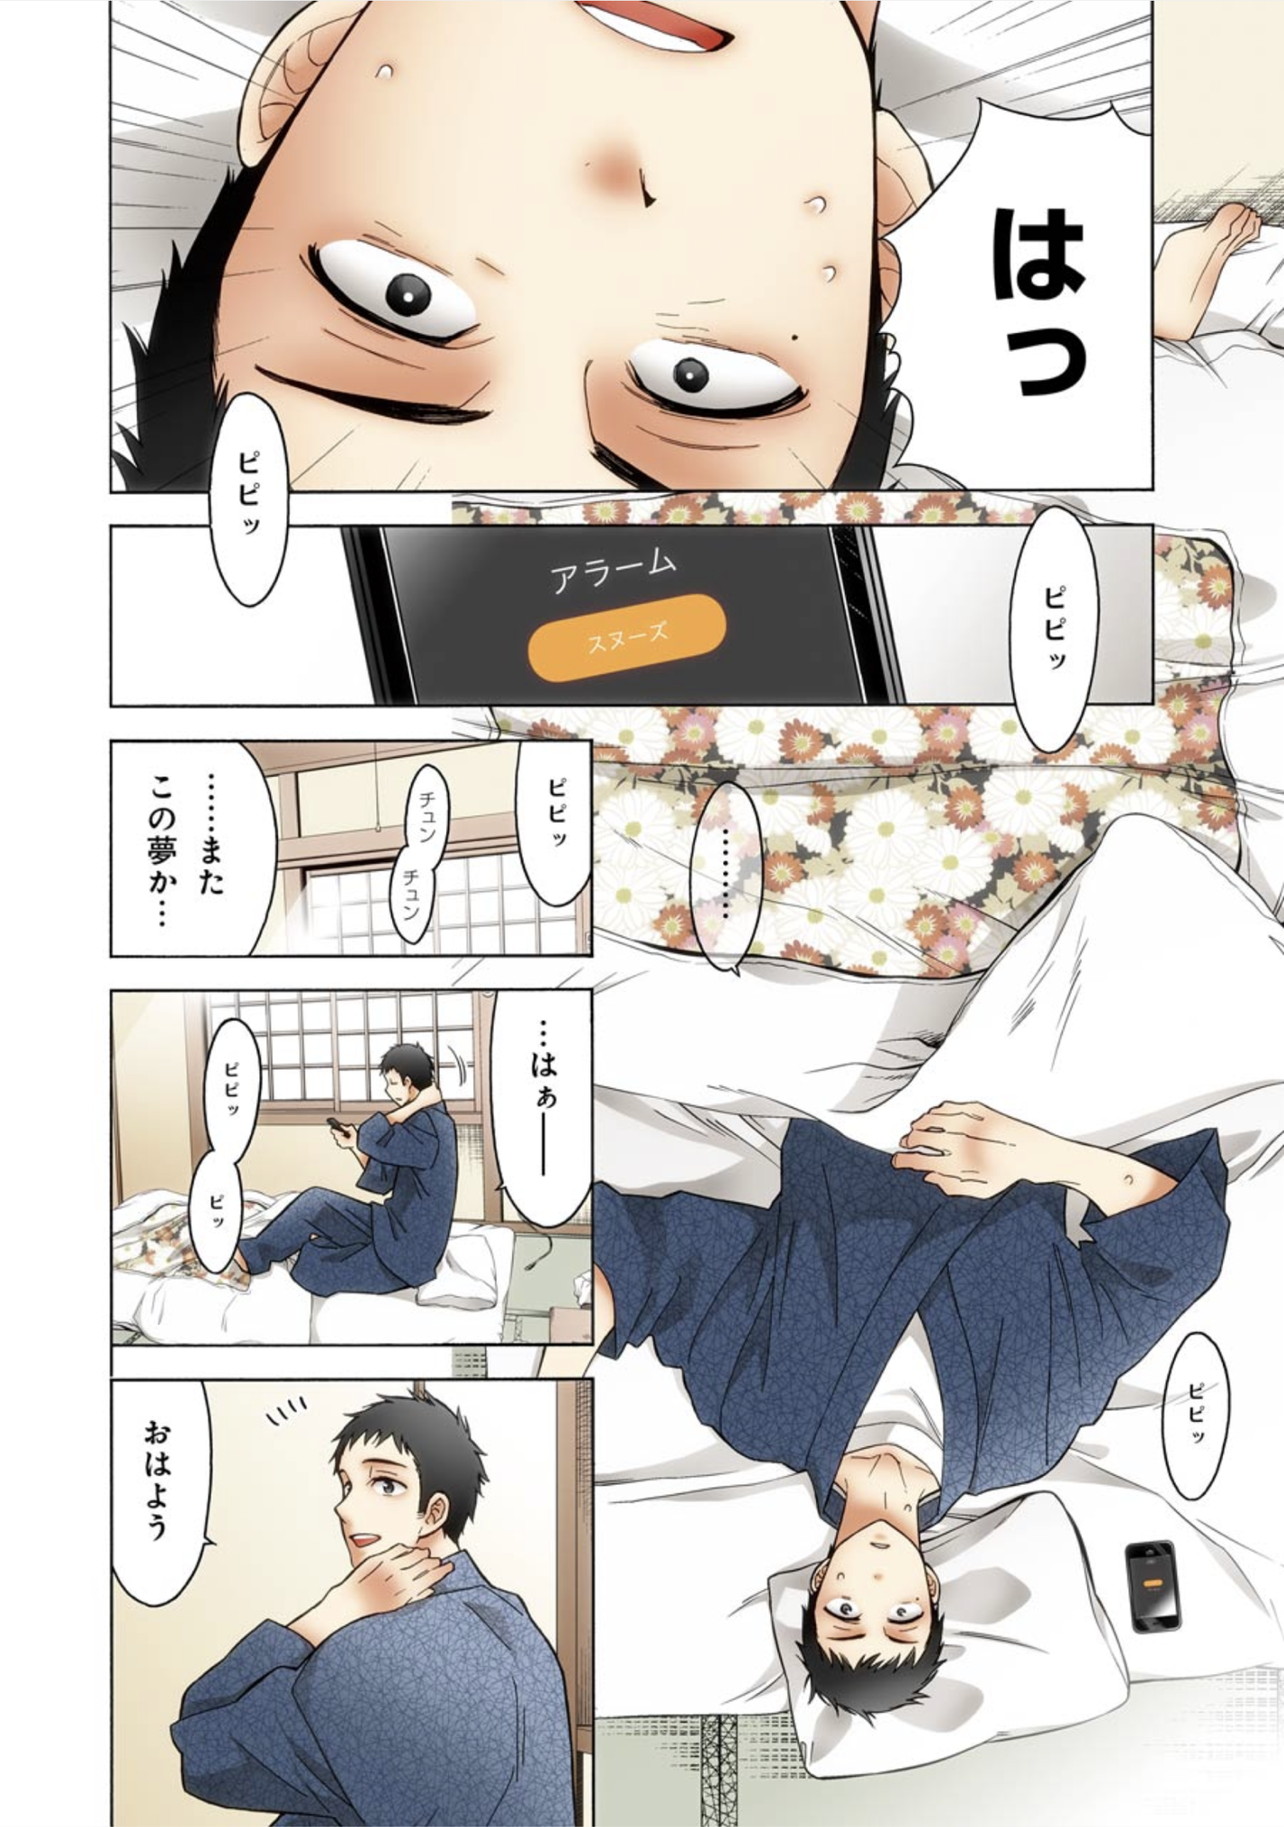 はっ
ピピッ
アラーム
スヌーズ
ピピッ
………
ピピッ
ピピッ
チュン
チュン
……また
この夢か…
…はぁ――
ピピッ
ピッ
おはよう